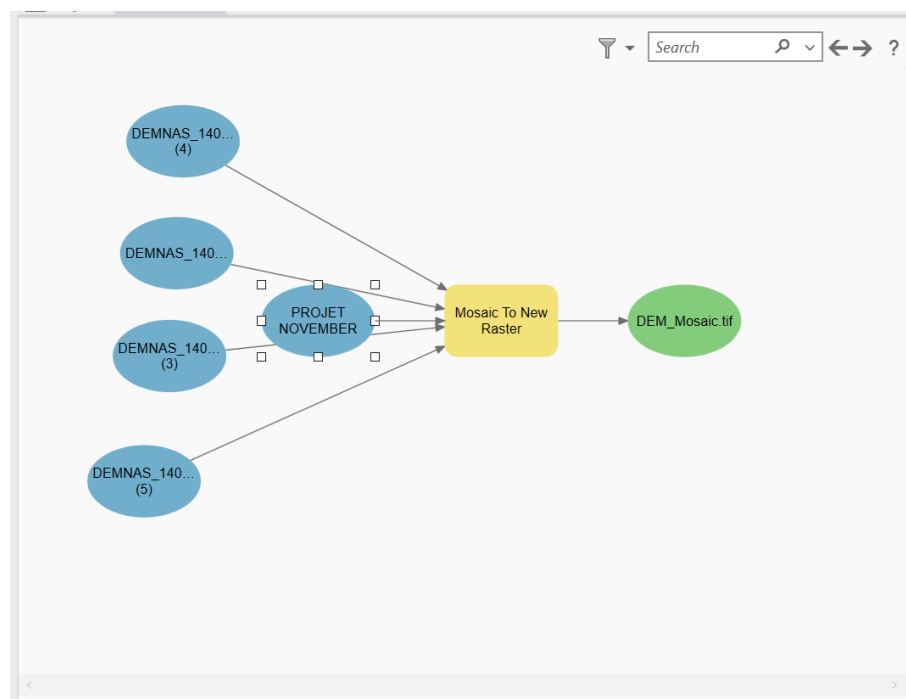 Search
?
DEMNAS_140...
(4)
DEMNAS_140...
PROJET
NOVEMBER
Mosaic To New
Raster
DEM_Mosaic.tif
DEMNAS_140...
(3)
DEMNAS_140...
(5)